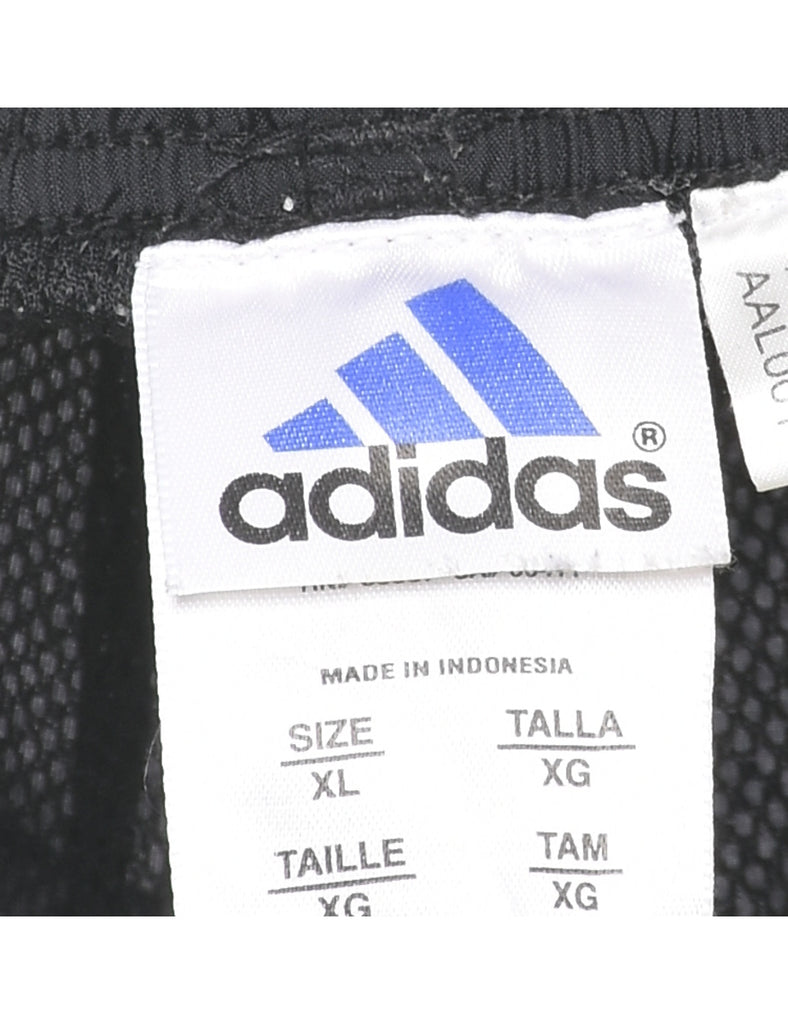 adidas®
MADE IN INDONESIA
SIZE
XL
TALLA
XG
TAILLE
XG
TAM
XG